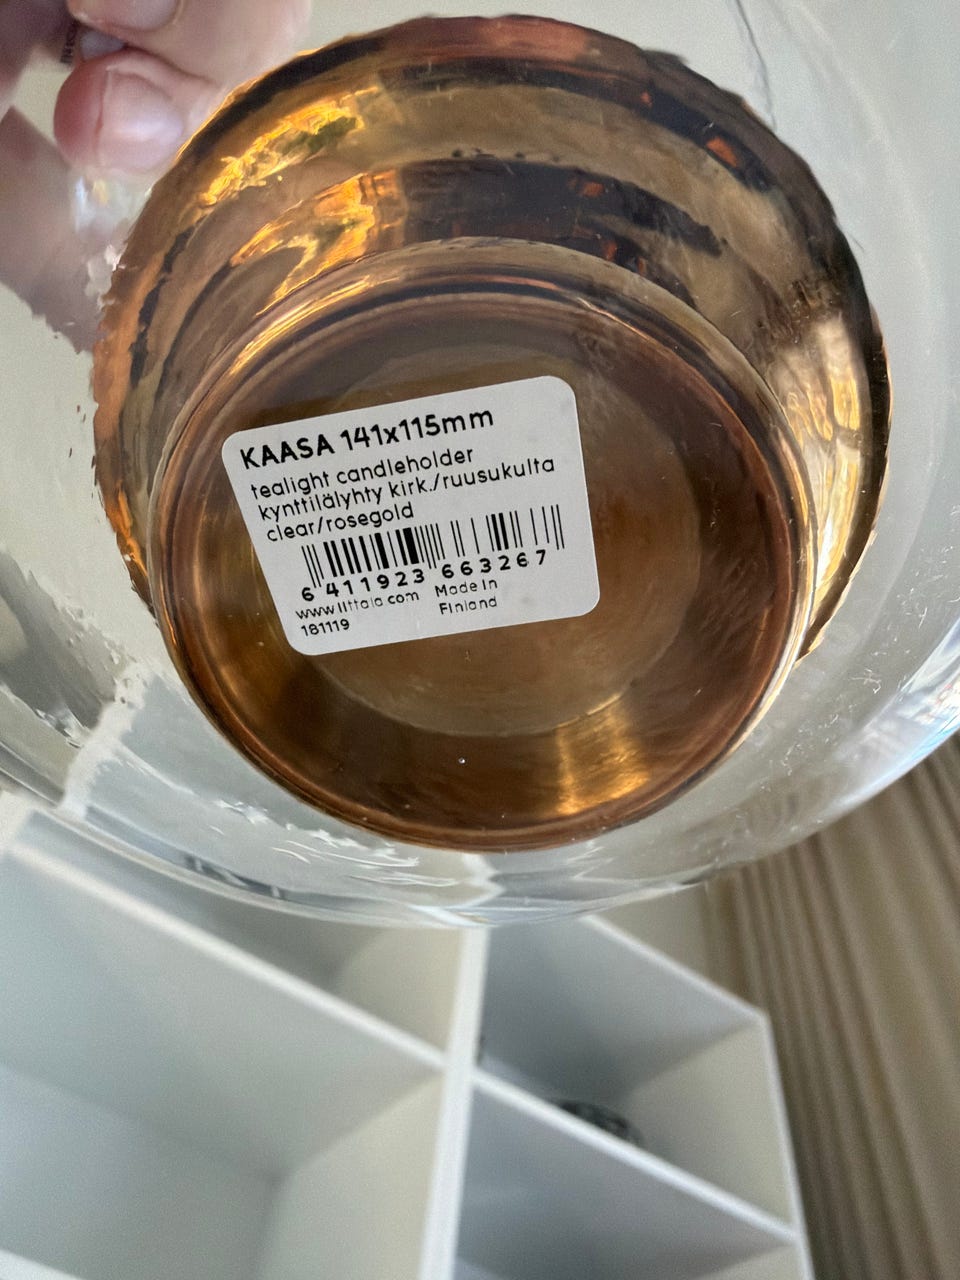 KAASA 141x115mm
tealight candleholder
kynttilälyhty kirk./ruusukulta
clear/rosegold
6 411923 663267
www.iittala.com Made in
181119 Finland